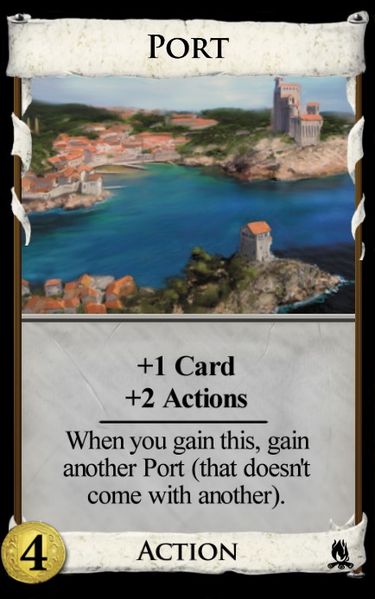 PORT
+1 Card
+2 Actions
When you gain this, gain
another Port (that doesn't
come with another).
4 ACTION